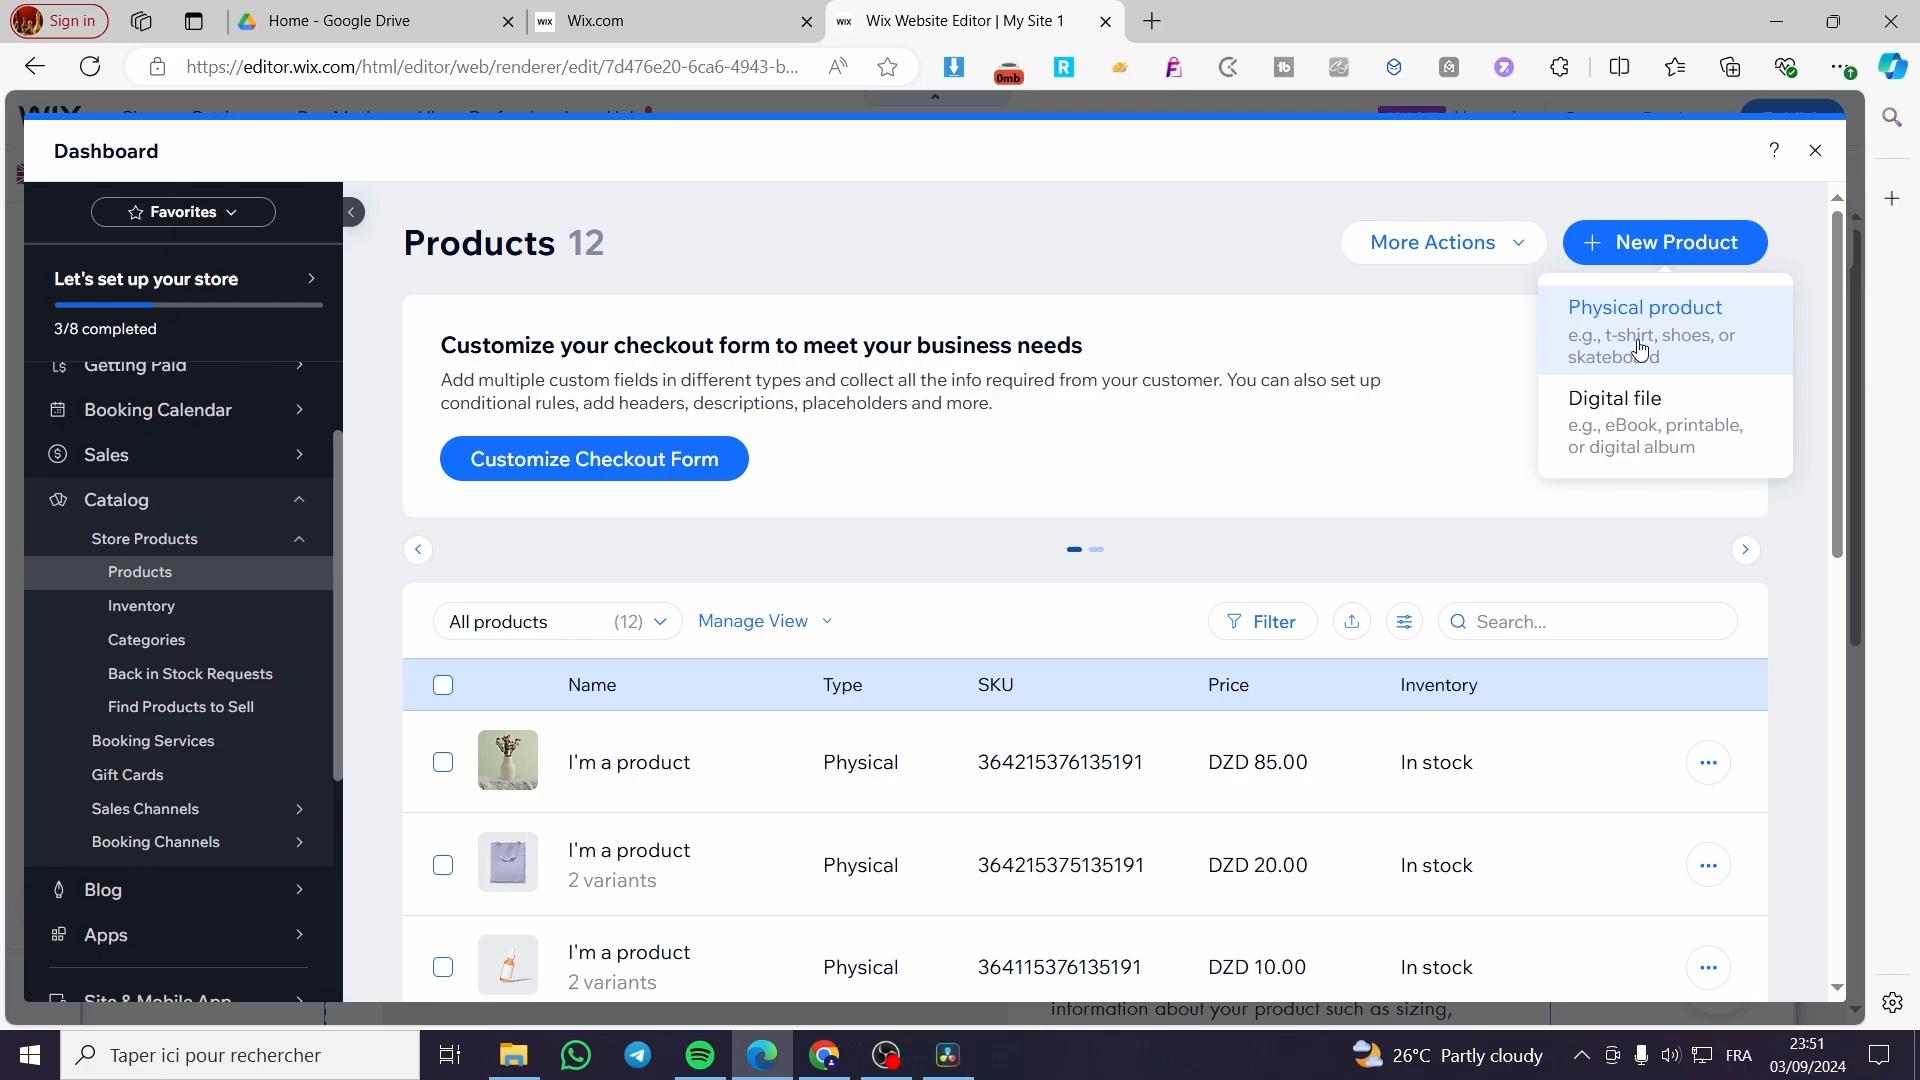 Sign in
Home - Google Drive
Wix.com
Wix Website Editor | My Site 1
https://editor.wix.com/html/editor/web/renderer/edit/7d476e20-6ca6-4943-b...
0mb
Dashboard
?
Favorites
Let's set up your store
3/8 completed
Getting Paid
Booking Calendar
Sales
Catalog
Store Products
Products
Inventory
Categories
Back in Stock Requests
Find Products to Sell
Booking Services
Gift Cards
Sales Channels
Booking Channels
Blog
Apps
Site & Mobile App
Products 12
More Actions
+ New Product
Physical product
e.g., t-shirt, shoes, or
skateboard
Digital file
e.g., eBook, printable,
or digital album
Customize your checkout form to meet your business needs
Add multiple custom fields in different types and collect all the info required from your customer. You can also set up
conditional rules, add headers, descriptions, placeholders and more.
Customize Checkout Form
All products (12)
Manage View
Filter
Search...
Name Type SKU Price Inventory
I'm a product Physical 364215376135191 DZD 85.00 In stock
I'm a product Physical 364215375135191 DZD 20.00 In stock
2 variants
I'm a product Physical 364115376135191 DZD 10.00 In stock
2 variants
information about your product such as sizing,
Taper ici pour rechercher
26°C Partly cloudy
FRA
23:51
03/09/2024